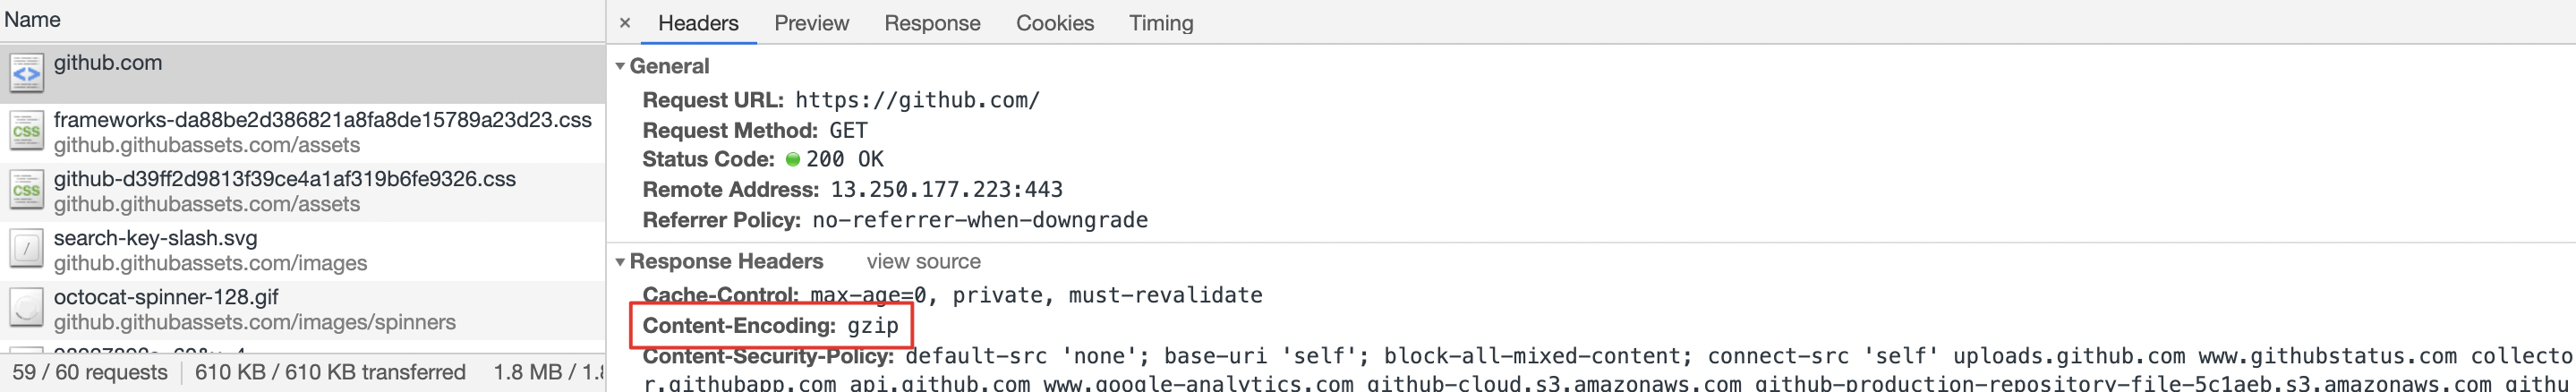 Name
github.com
frameworks-da88be2d386821a8fa8de15789a23d23.css
github.githubassets.com/assets
github-d39ff2d9813f39ce4a1af319b6fe9326.css
github.githubassets.com/assets
search-key-slash.svg
github.githubassets.com/images
octocat-spinner-128.gif
github.githubassets.com/images/spinners
59 / 60 requests
610 KB / 610 KB transferred
1.8 MB / 1.8
× Headers Preview Response Cookies Timing
▼ General
Request URL: https://github.com/
Request Method: GET
Status Code: 200 OK
Remote Address: 13.250.177.223:443
Referrer Policy: no-referrer-when-downgrade
▼ Response Headers view source
Cache-Control: max-age=0, private, must-revalidate
Content-Encoding: gzip
Content-Security-Policy: default-src 'none'; base-uri 'self'; block-all-mixed-content; connect-src 'self' uploads.github.com www.githubstatus.com collecto
r.githubapp.com api.github.com www.google-analytics.com github-cloud.s3.amazonaws.com github-production-repository-file-5c1aeb.s3.amazonaws.com githu